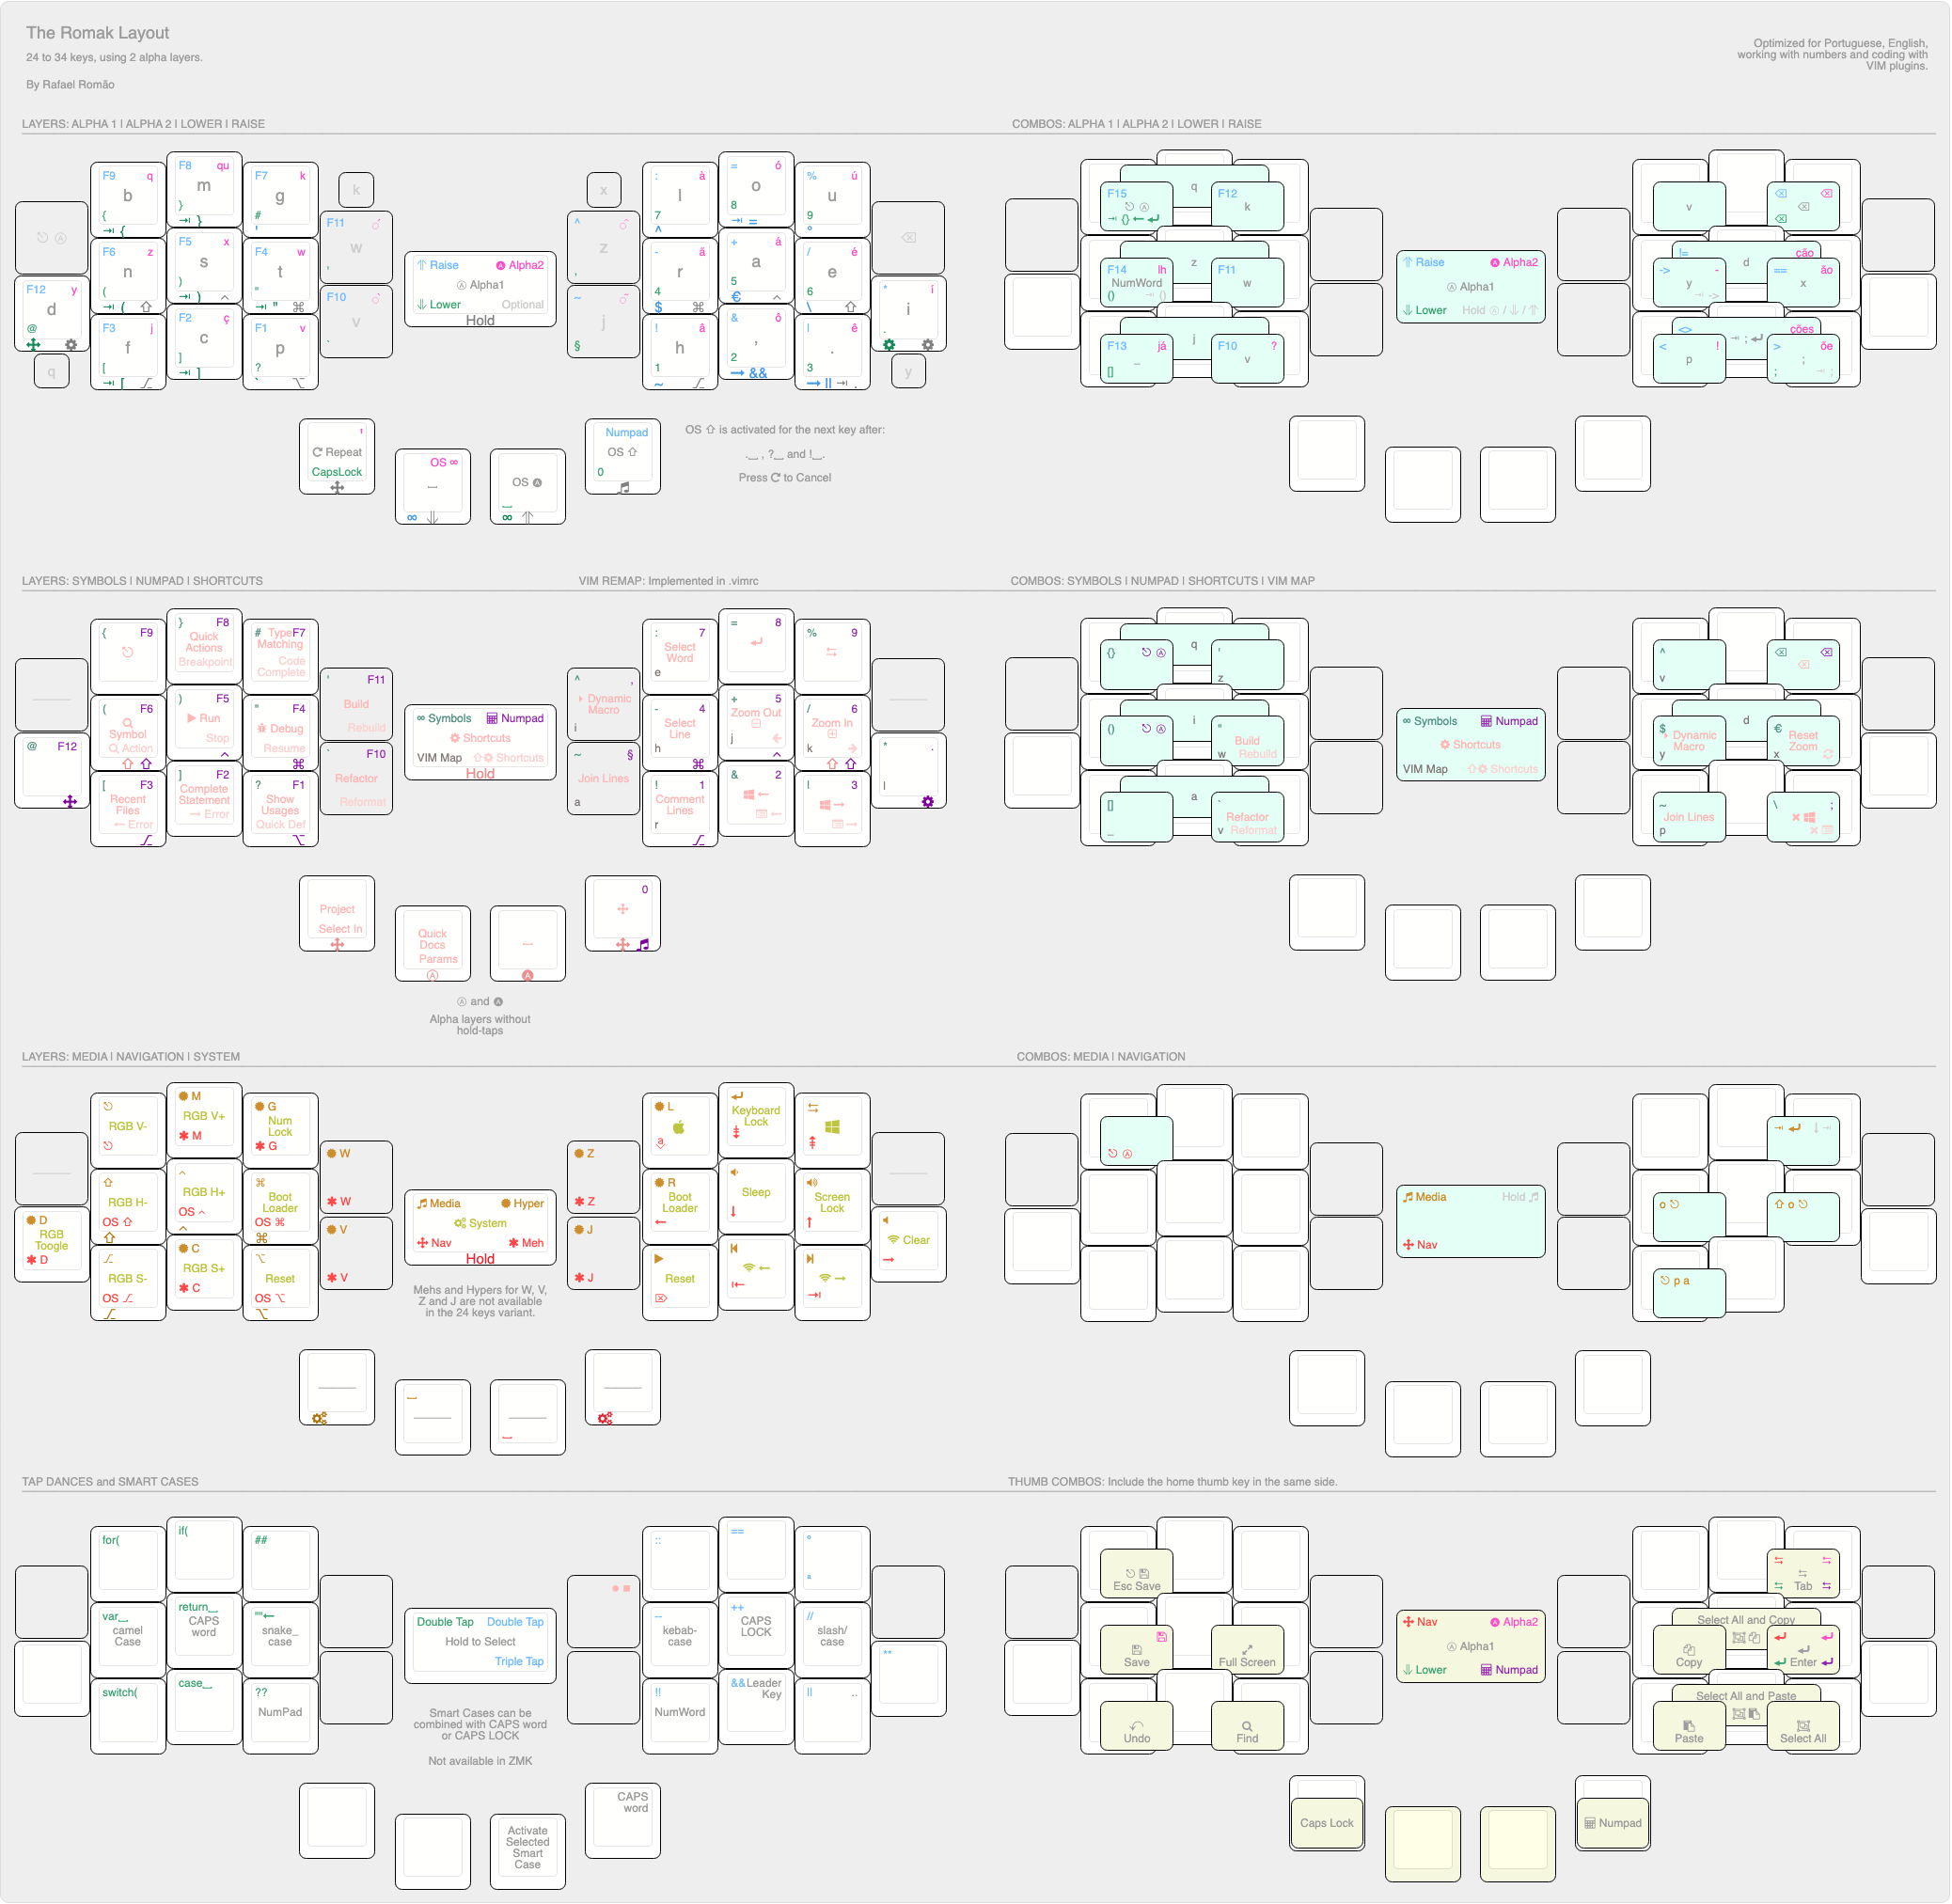 The Romak Layout
24 to 34 keys, using 2 alpha layers.
By Rafael Romão
Optimized for Portuguese, English,
working with numbers and coding with
VIM plugins.
LAYERS: ALPHA 1 | ALPHA 2 | LOWER | RAISE
F9 q
b
{
⇥ {
F8 qu
m
}
⇥ }
F7 k
g
#
'
k
F12 y
d
@
F6 z
n
(
⇥ ( ⇧
F5 x
s
)
⇥ ) ^
F4 w
t
"
⇥ " ⌘
F11
w
'
F10
v
`
q
F3 j
f
[
⇥ [ ⌥
F2 ç
c
]
⇥ ]
F1 v
p
?
` ⌥
⇑ Raise Alpha2
Ⓐ Alpha1
⇓ Lower Optional
Hold
x
: à
l
7
^
= ó
o
8
⇥ =
% ú
u
9
°
^
z
,
- ã
r
4
$ ⌘
+ á
a
5
€ ^
/ é
e
6
\ ⇧
* i
i
.
~
j
§
! â
h
1
~
& ô
,
2
→ &&
| ê
.
3
→ || ⇥ .
y
'
Repeat
CapsLock
OS ∞
∞ ⇓
OS
∞ ⇑
Numpad
OS ⇧
0
OS ⇧ is activated for the next key after:
.⎵ , ?⎵ and !⎵.
Press to Cancel
COMBOS: ALPHA 1 | ALPHA 2 | LOWER | RAISE
q
F15
⇥ {} ← ↵
F12
k
z
F14 lh
NumWord
() ⇥ ()
F11
w
j
F13 já
_
[]
F10 ?
v
⇑ Raise Alpha2
Ⓐ Alpha1
⇓ Lower Hold Ⓐ / ⇓ / ⇑
v
⌫ ⌫
⌫
⌫
!= ção
d
-> -
y
⇥ ->
== ão
x
<> ções
⇥ ; ↵
< !
p
> õe
;
; ⇥ ;
LAYERS: SYMBOLS | NUMPAD | SHORTCUTS
VIM REMAP: Implemented in .vimrc
{ F9
} F8
Quick
Actions
Breakpoint
# Type F7
Matching
Code
Complete
@ F12
( F6
Symbol
Action
) F5
Run
Stop
^
" F4
Debug
Resume
⌘
' F11
Build
Rebuild
` F10
Refactor
Reformat
[ F3
Recent
Files
← Error
] F2
Complete
Statement
→ Error
? F1
Show
Usages
Quick Def
⌥
∞ Symbols Numpad
Shortcuts
VIM Map ⇧ Shortcuts
Hold
: 7
Select
Word
e
= 8
↵
% 9
^ ,
Dynamic
Macro
i
- 4
Select
Line
h
⌘
+ 5
Zoom Out
j ←
^
/ 6
Zoom In
k →
* .
|
~ §
Join Lines
a
! 1
Comment
Lines
r
& 2
←
←
| 3
→
→
Project
Select In
Quick
Docs
Params
Ⓐ
0
Ⓐ and
Alpha layers without
hold-taps
COMBOS: SYMBOLS | NUMPAD | SHORTCUTS | VIM MAP
q
{}
'
z
i
()
"
Build
w Rebuild
a
[]
_
`
Refactor
v Reformat
∞ Symbols Numpad
Shortcuts
VIM Map ⇧ Shortcuts
^
v
⌫ ⌫
⌫
d
$
Dynamic
Macro
y
€
Reset
Zoom
x
~
Join Lines
p
\ ;
LAYERS: MEDIA | NAVIGATION | SYSTEM
RGB V-
M
RGB V+
✱ M
G
Num
Lock
✱ G
D
RGB
Toogle
✱ D
⇧
RGB H-
OS ⇧
⇧
^
RGB H+
OS ^
^
⌘
Boot
Loader
OS ⌘
⌘
W
✱ W
V
✱ V
RGB S-
OS
C
RGB S+
✱ C
⌥
Reset
OS ⌥
⌥
Media Hyper
System
Nav ✱ Meh
Hold
Mehs and Hypers for W, V,
Z and J are not available
in the 24 keys variant.
L
a
↵
Keyboard
Lock
Z
✱ Z
R
Boot
Loader
←
Sleep
↓
Screen
Lock
↑
Clear
→
J
✱ J
Reset
⌦
←
→
COMBOS: MEDIA | NAVIGATION
Media Hold
Nav
⇥ ↵ ↓ ⇥
o
⇧ o
p a
TAP DANCES and SMART CASES
for(
if(
##
var⎵
camel
Case
return⎵
CAPS
word
""←
snake_
case
switch(
case⎵
??
NumPad
Double Tap Double Tap
Hold to Select
Triple Tap
Smart Cases can be
combined with CAPS word
or CAPS LOCK
Not available in ZMK
::
==
º
ª
--
kebab-
case
++
CAPS
LOCK
//
slash/
case
**
!!
NumWord
&& Leader
Key
|| ..
Activate
Selected
Smart
Case
CAPS
word
THUMB COMBOS: Include the home thumb key in the same side.
Esc Save
Save
Full Screen
Undo
Find
Nav Alpha2
Ⓐ Alpha1
⇓ Lower Numpad
Tab
Select All and Copy
Copy
Enter
Select All and Paste
Paste
Select All
Caps Lock
Numpad